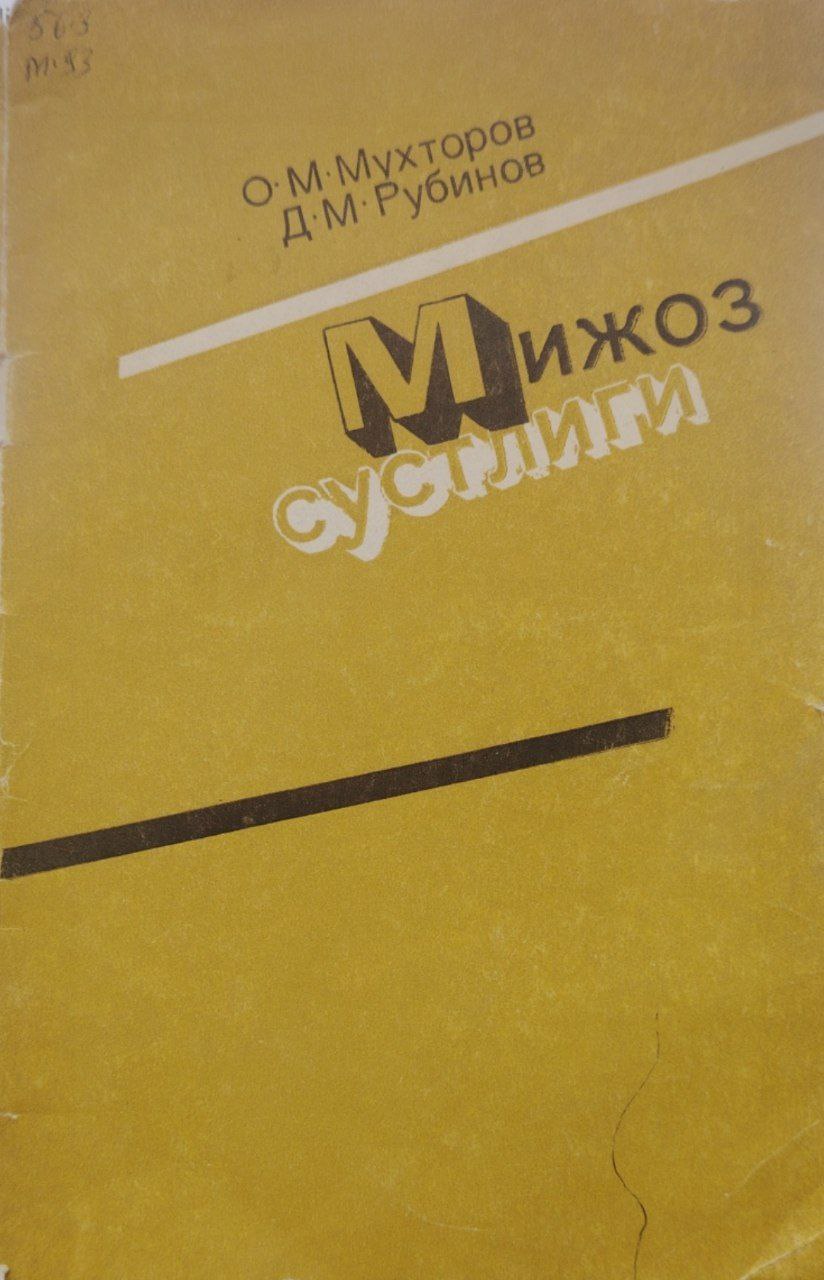 56.3
М-93
О·М·Мухторов
Д·М·Рубинов
Мижоз
сустлиги